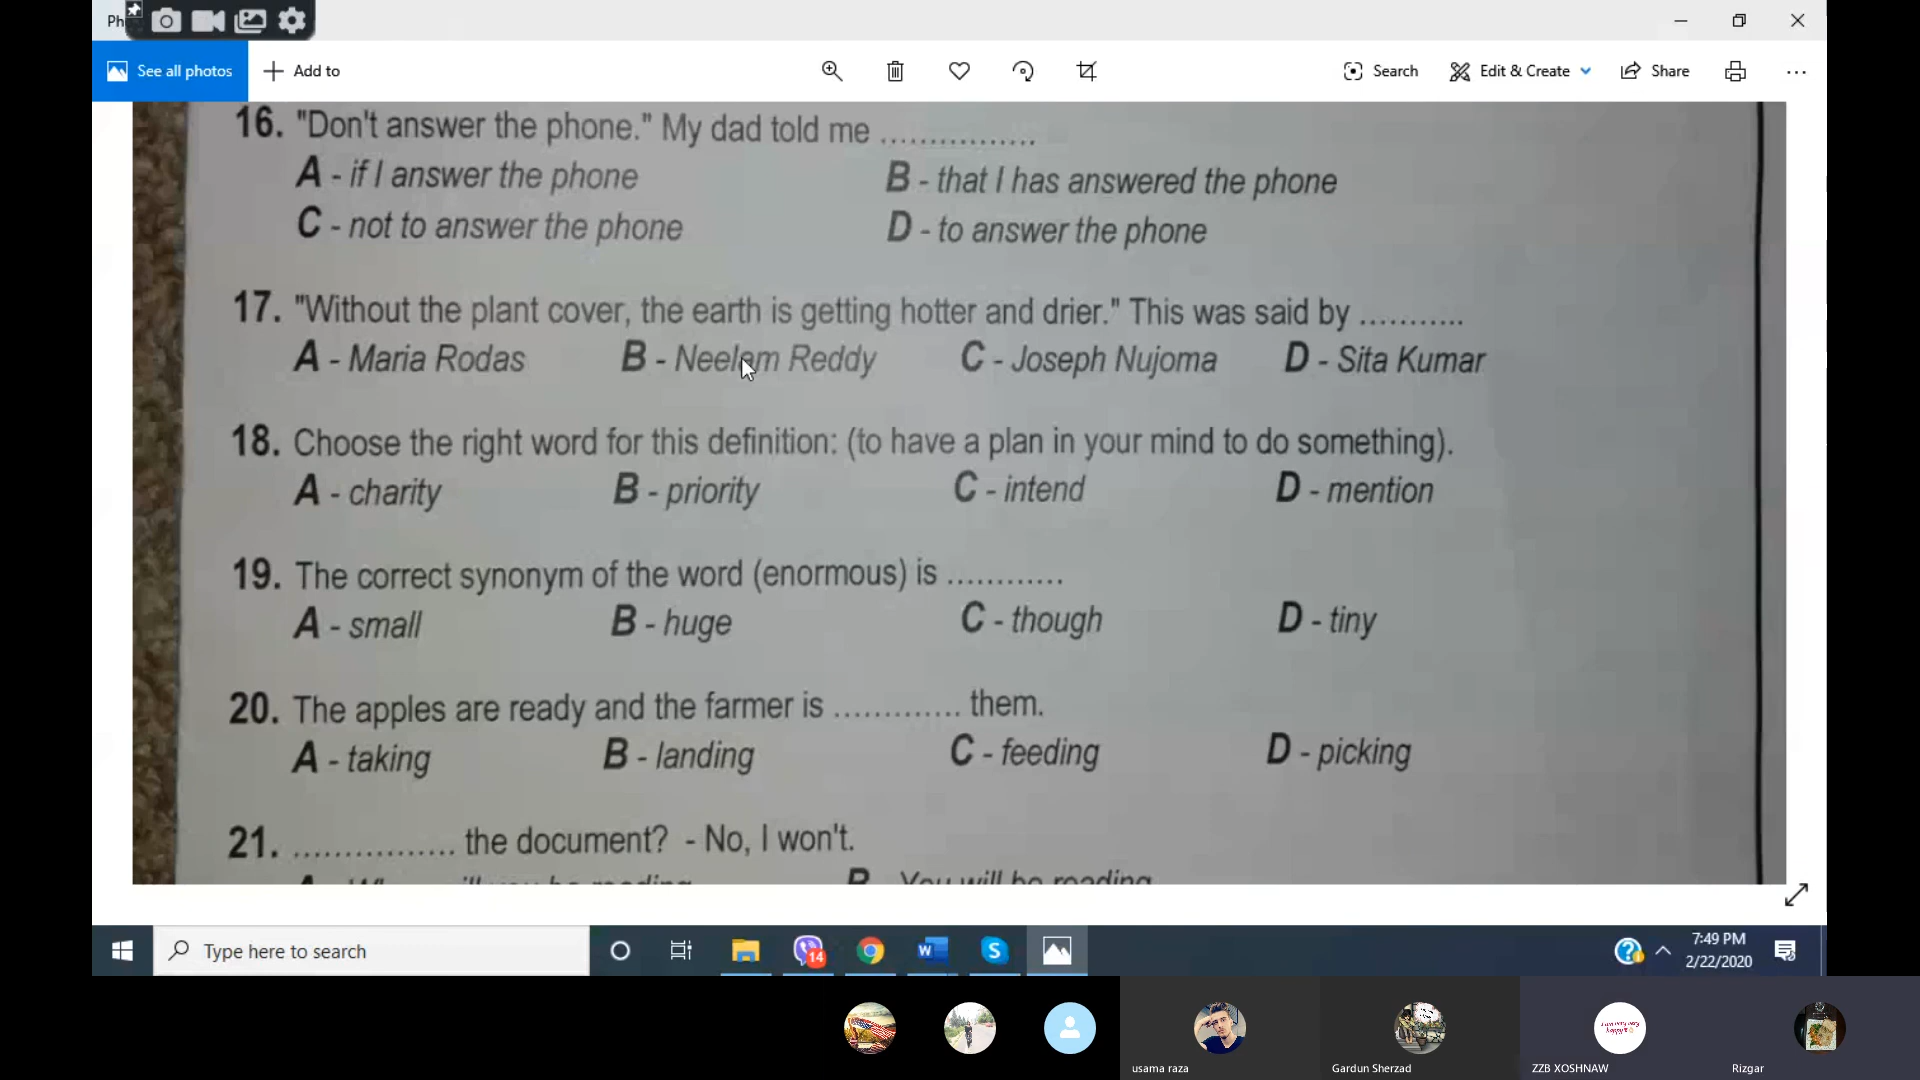 Ph
See all photos
Add to
Search
Edit & Create
Share
16. "Don't answer the phone." My dad told me ...............
A - if I answer the phone
B - that I has answered the phone
C - not to answer the phone
D - to answer the phone
17. "Without the plant cover, the earth is getting hotter and drier." This was said by ...........
A - Maria Rodas
B - Neelam Reddy
C - Joseph Nujoma
D - Sita Kumar
18. Choose the right word for this definition: (to have a plan in your mind to do something).
A - charity
B - priority
C - intend
D - mention
19. The correct synonym of the word (enormous) is ............
A - small
B - huge
C - though
D - tiny
20. The apples are ready and the farmer is ............. them.
A - taking
B - landing
C - feeding
D - picking
21. ................ the document? - No, I won't.
B You will be reading
Type here to search
14
7:49 PM
2/22/2020
usama raza
Gardun Sherzad
ZZB XOSHNAW
Rizgar